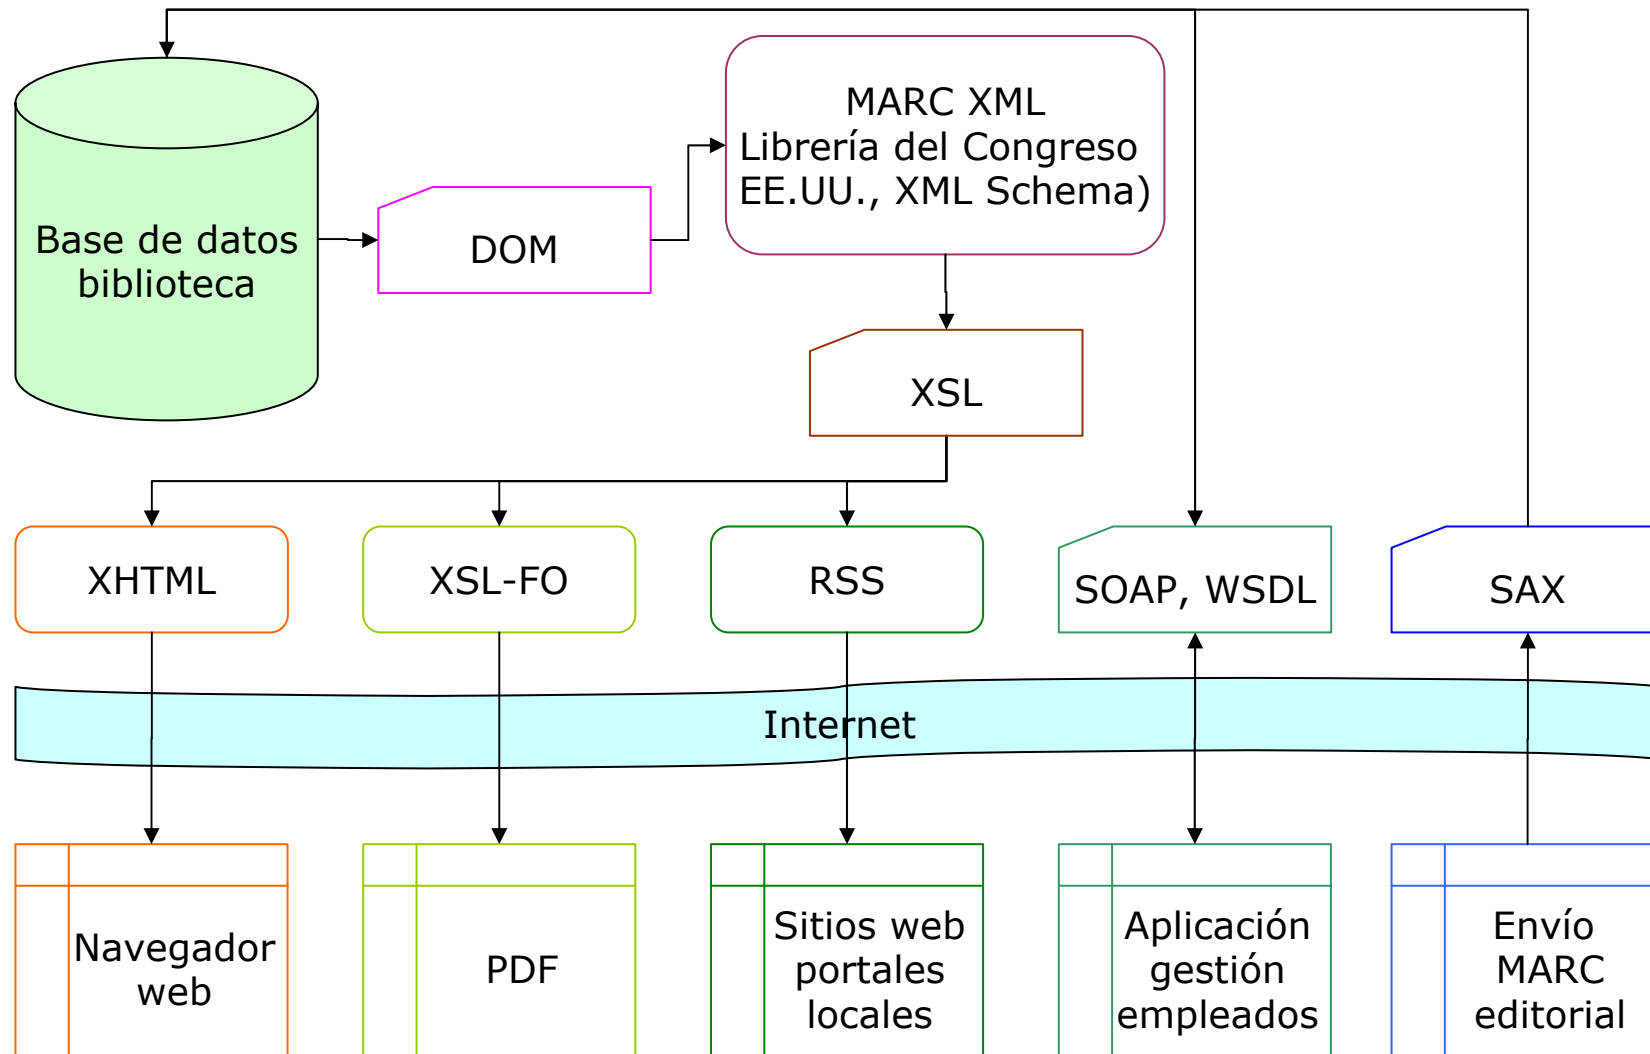 MARC XML
Librería del Congreso
EE.UU., XML Schema)
Base de datos
biblioteca
DOM
XSL
XHTML
XSL-FO
RSS
SOAP, WSDL
SAX
Internet
Navegador
web
PDF
Sitios web
portales
locales
Aplicación
gestión
empleados
Envío
MARC
editorial